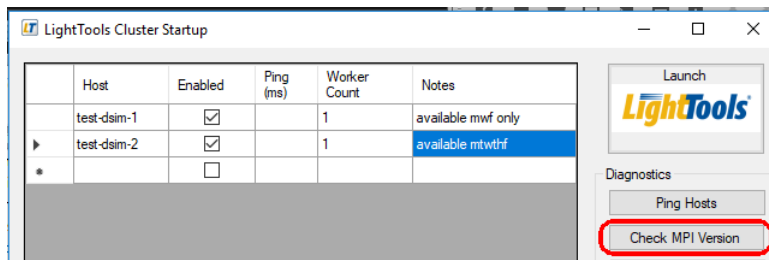 LT LightTools Cluster Startup
Host Enabled Ping (ms) Worker Count Notes
test-dsim-1 1 available mwf only
test-dsim-2 1 available mtwthf
Launch
LightTools
Diagnostics
Ping Hosts
Check MPI Version